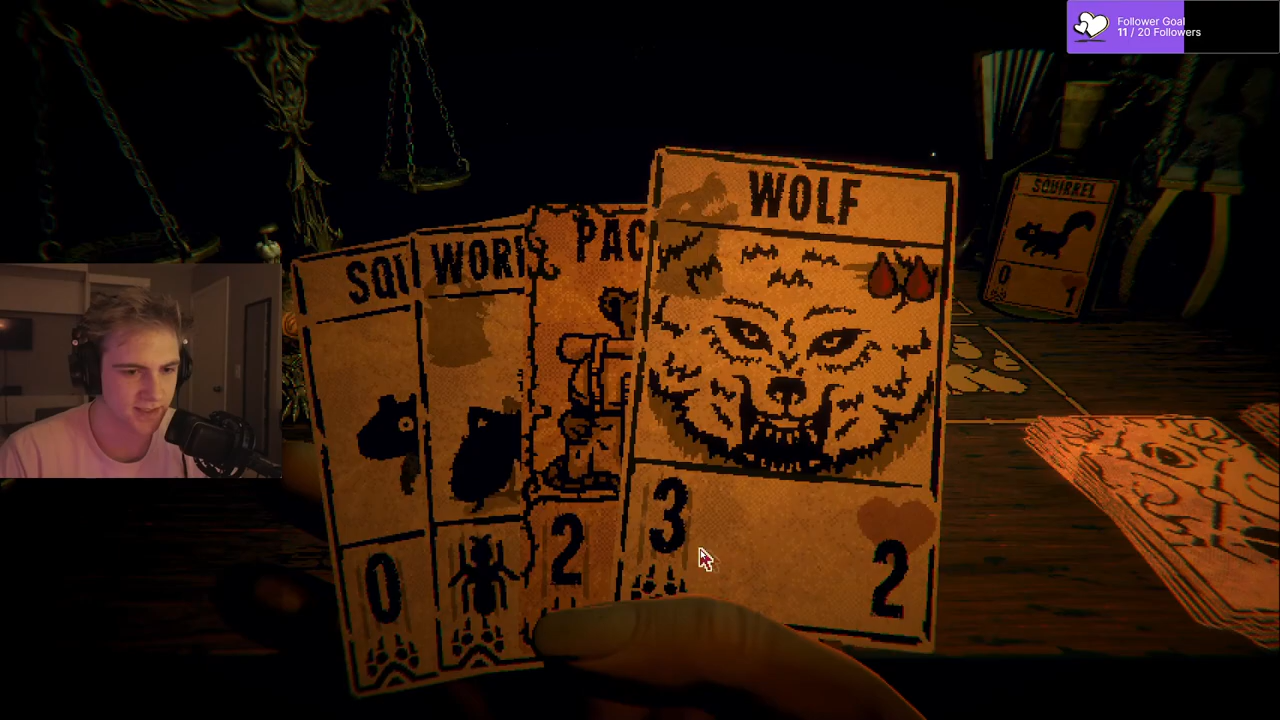 Follower Goal
11 / 20 Followers
WOLF
PAC
WOR
SQU
SQUIRREL
0
1
0
2
3
2